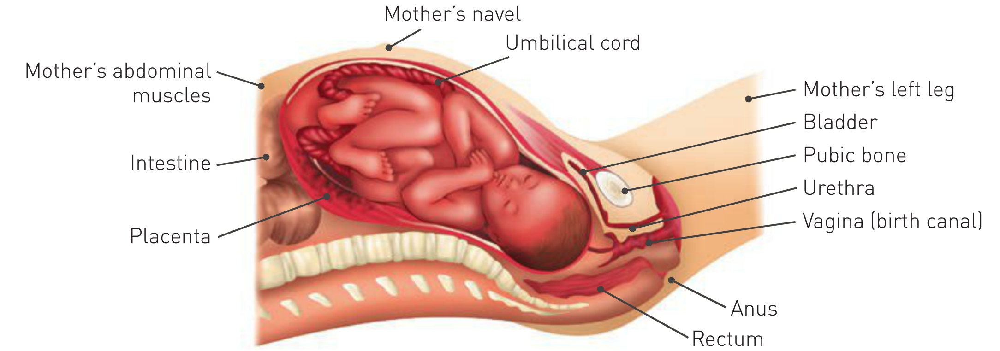 Mother’s navel
Umbilical cord
Mother’s abdominal
muscles
Mother’s left leg
Bladder
Intestine
Pubic bone
Urethra
Vagina (birth canal)
Placenta
Anus
Rectum